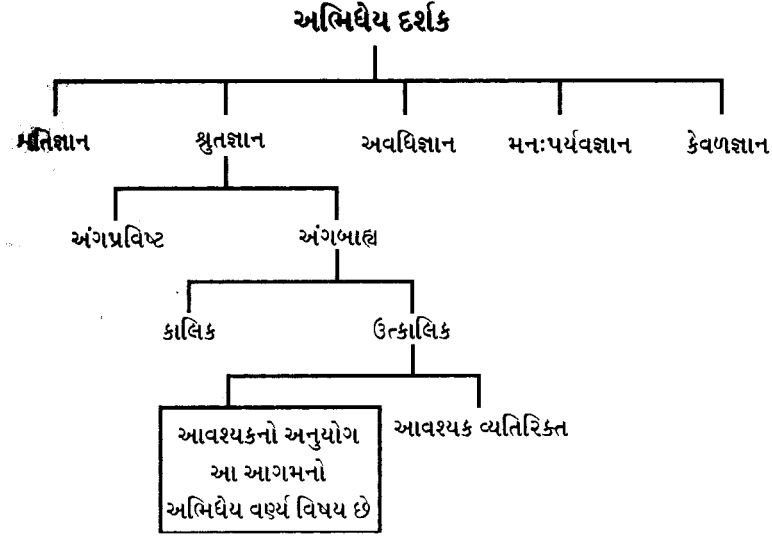 અભિધેય દર્શક
મતિજ્ઞાન શ્રુતજ્ઞાન અવધિજ્ઞાન મનઃપર્યવજ્ઞાન કેવળજ્ઞાન
અંગપ્રવિષ્ટ અંગબાહ્ય
કાલિક ઉત્કાલિક
આવશ્યકનો અનુયોગ
આ આગમનો
અભિધેય વર્ણ્ય વિષય છે
આવશ્યક વ્યતિરિક્ત